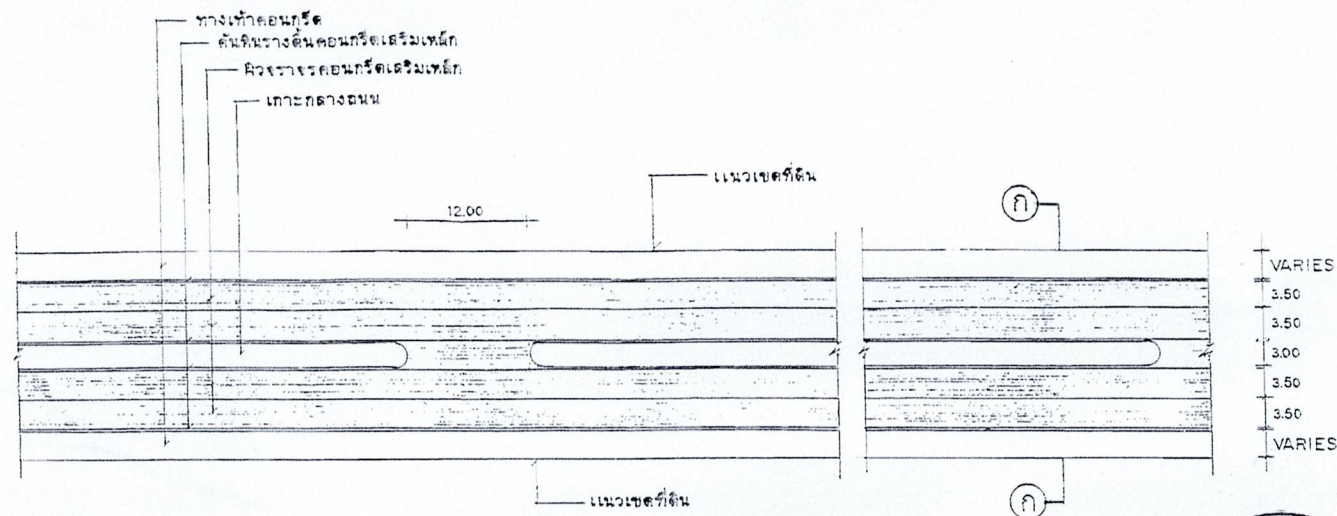 ทางเท้าคอนกรีต
คันหินรางตื้นคอนกรีตเสริมเหล็ก
ผิวจราจรคอนกรีตเสริมเหล็ก
เกาะกลางถนน
แนวเขตที่ดิน
12.00
ก
VARIES
3.50
3.50
3.00
3.50
3.50
VARIES
แนวเขตที่ดิน
ก